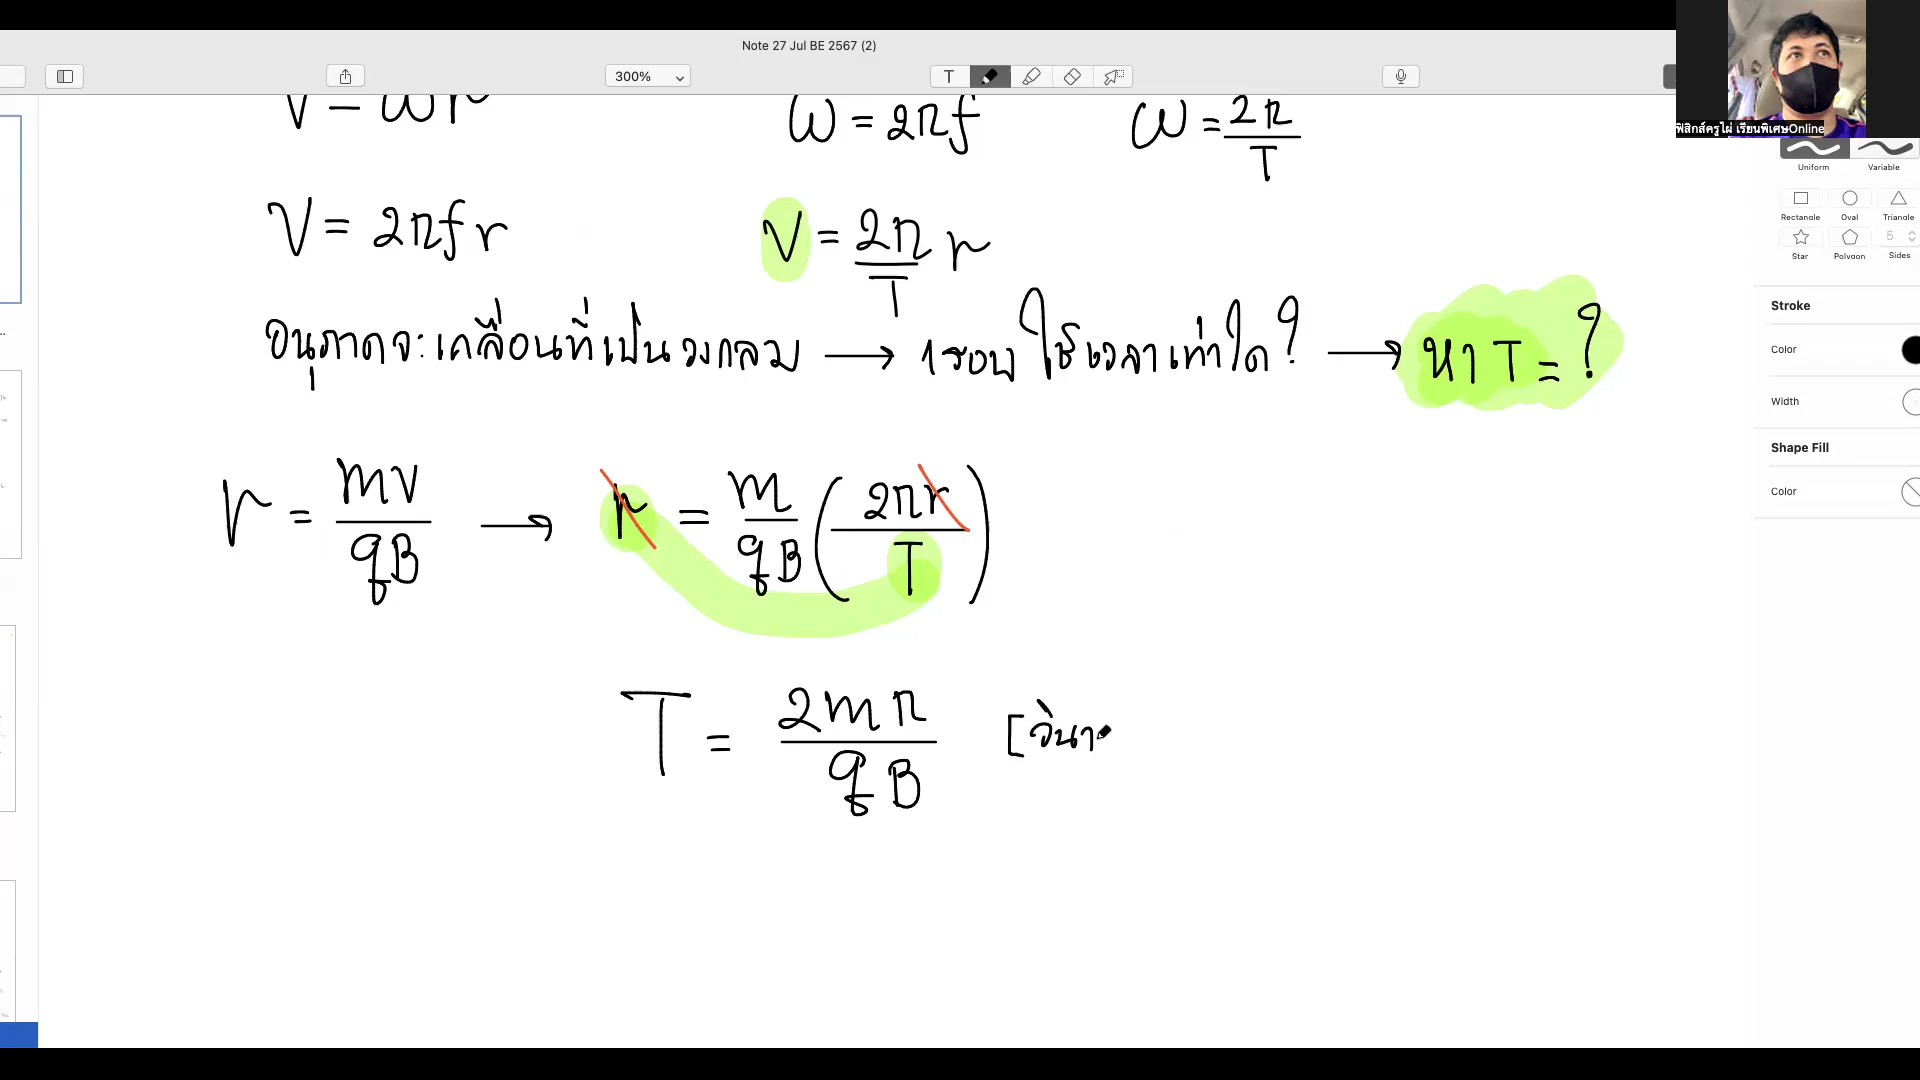 Note 27 Jul BE 2567 (2)
300%
T
ฟิสิกส์ครูไผ่ เรียนพิเศษOnline
Uniform Variable
Rectangle Oval Triangle
5
Star Polygon Sides
Stroke
Color
Width
Shape Fill
Color
V = ωr
ω = 2πf ω = 2π/T
V = 2πfr V = 2π/T r
อนุภาคจะเคลื่อนที่เป็นวงกลม → 1รอบ ใช้เวลาเท่าใด? → หา T = ?
r = mv/qB → r = m/qB (2πr/T)
T = 2mπ/qB [วินา